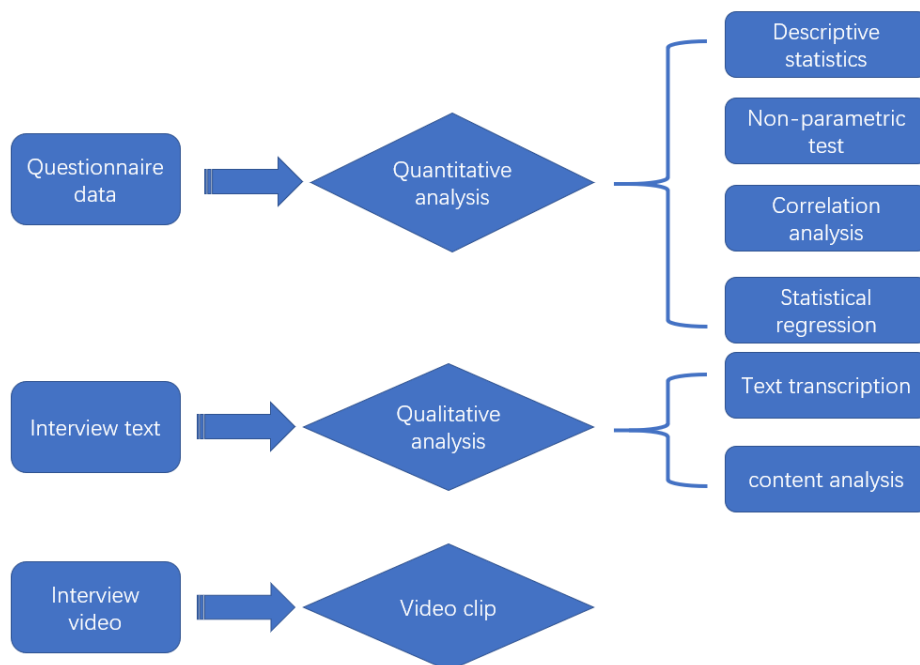 Questionnaire
data
Quantitative
analysis
Descriptive
statistics
Non-parametric
test
Correlation
analysis
Statistical
regression
Interview text
Qualitative
analysis
Text transcription
content analysis
Interview
video
Video clip